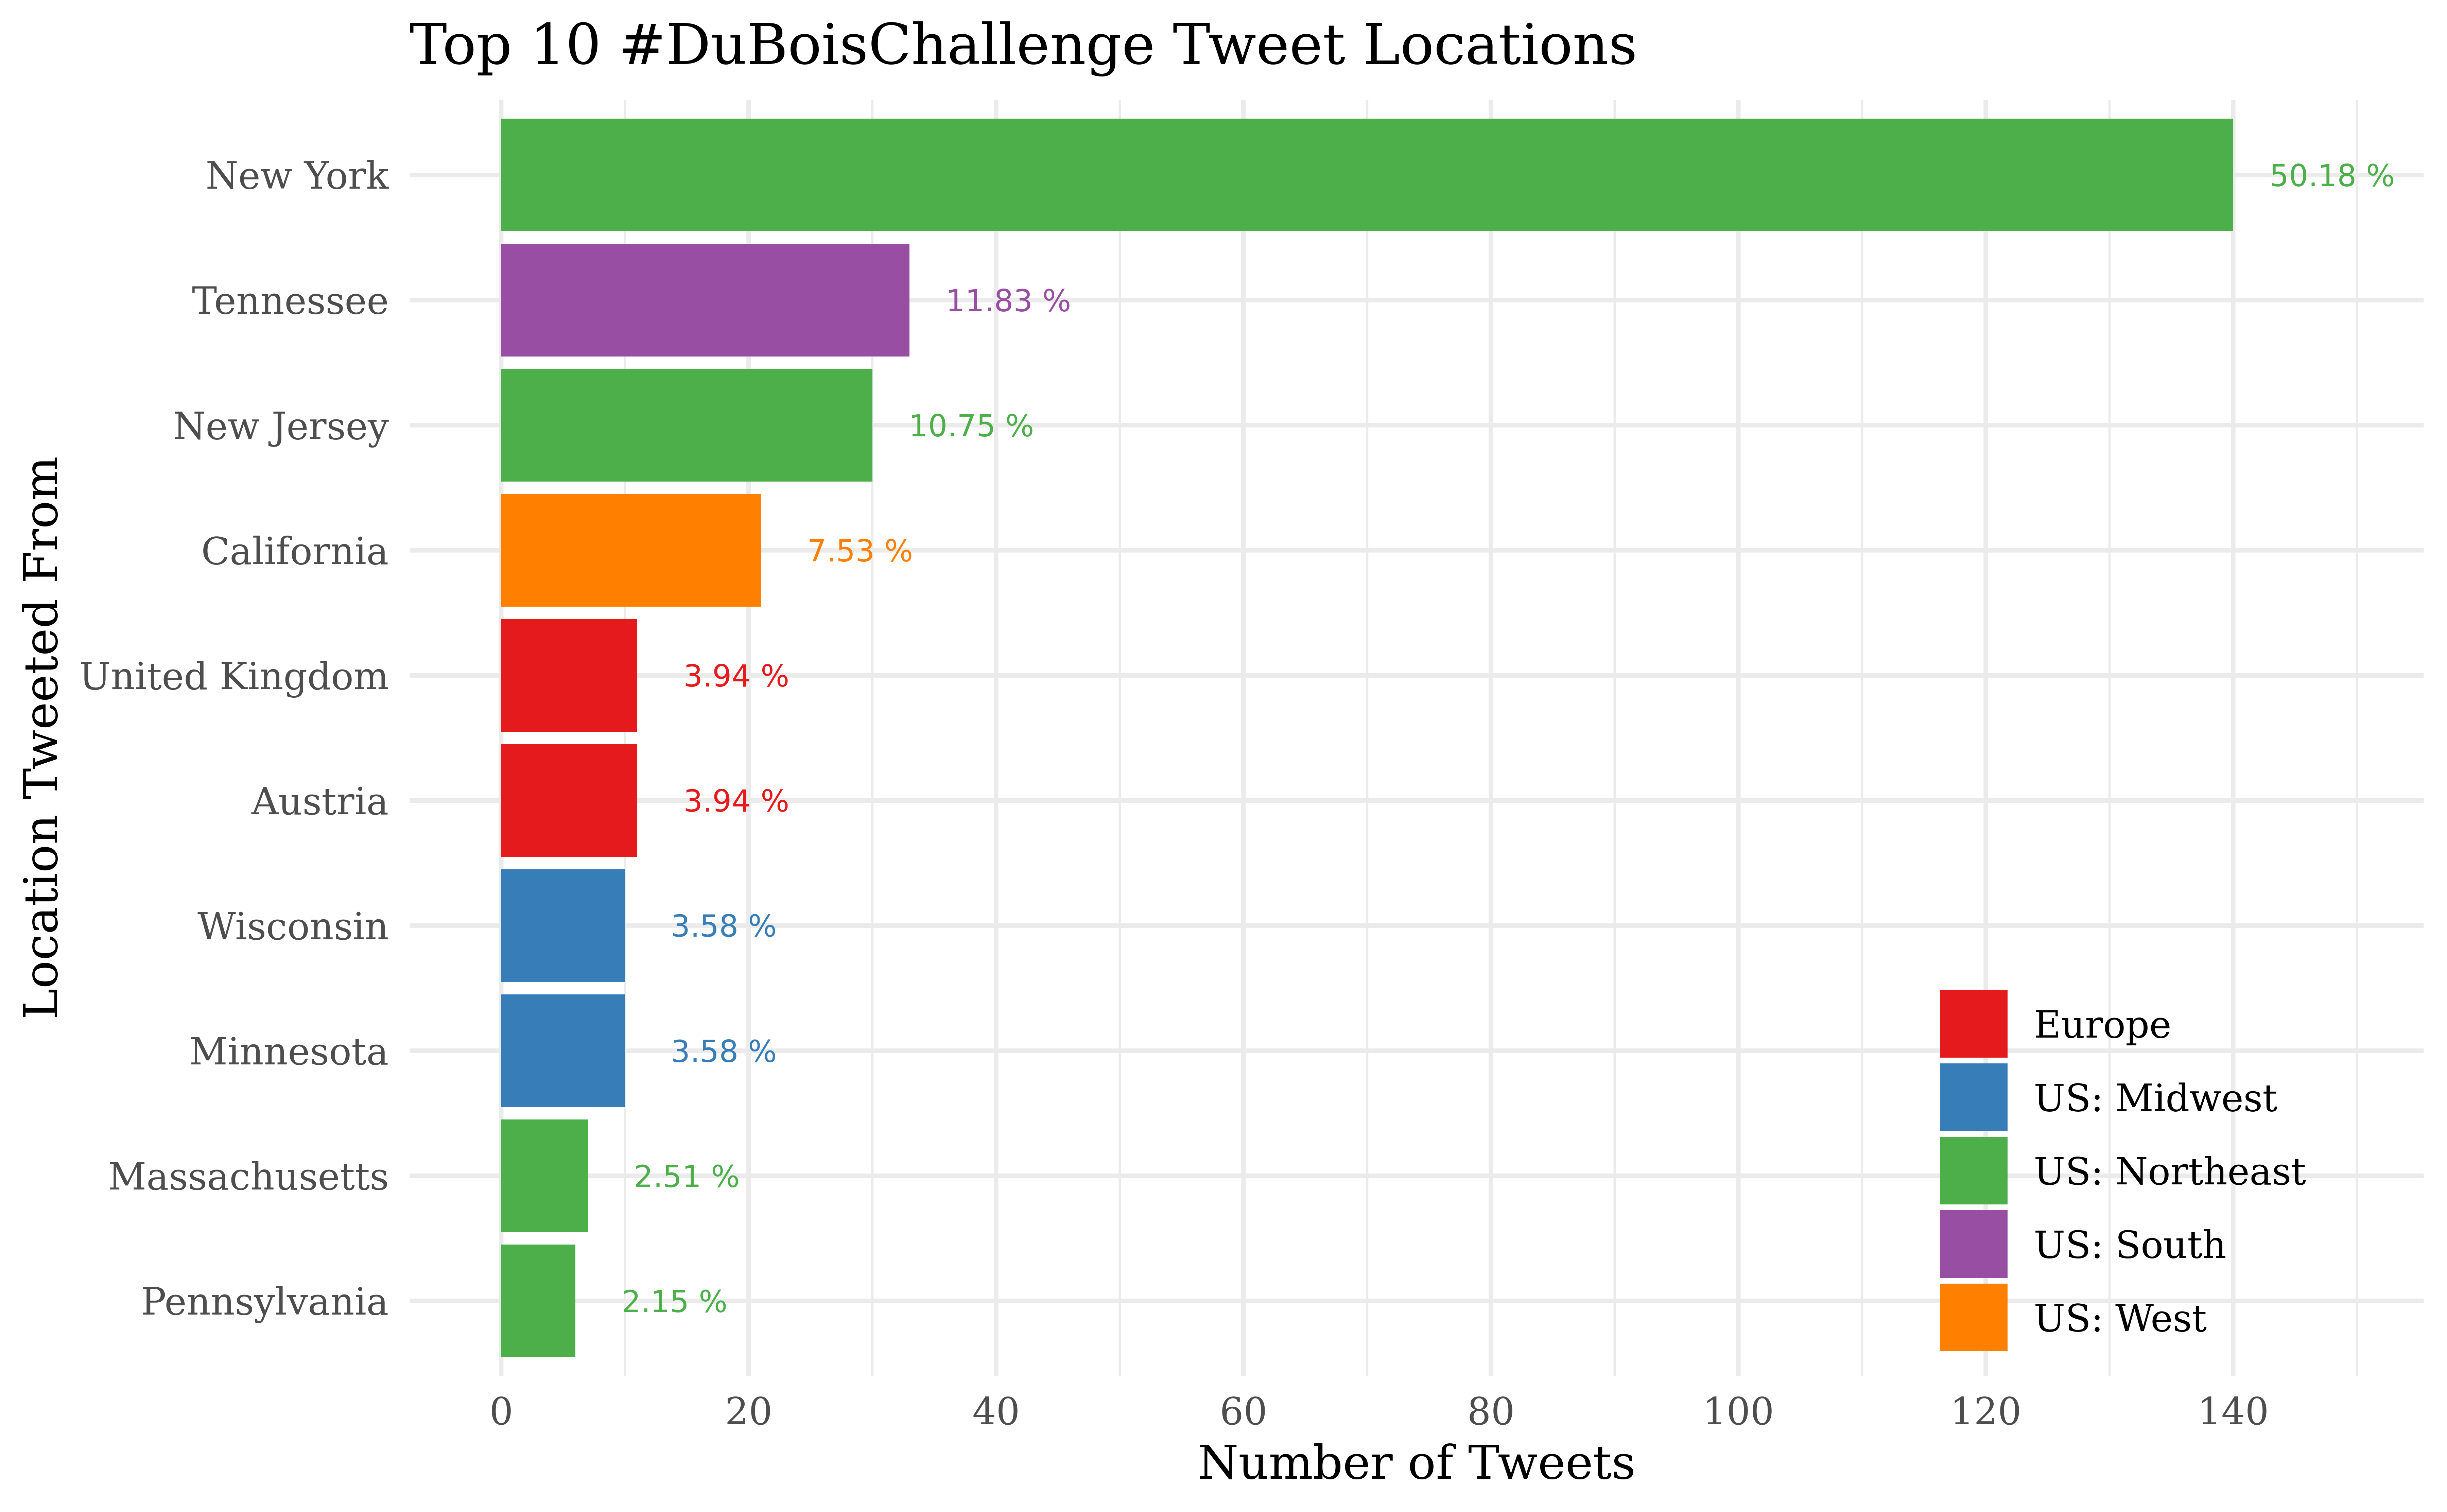 Top 10 #DuBoisChallenge Tweet Locations
Location Tweeted From
New York
50.18 %
Tennessee
11.83 %
New Jersey
10.75 %
California
7.53 %
United Kingdom
3.94 %
Austria
3.94 %
Wisconsin
3.58 %
Minnesota
3.58 %
Massachusetts
2.51 %
Pennsylvania
2.15 %
Europe
US: Midwest
US: Northeast
US: South
US: West
0 20 40 60 80 100 120 140
Number of Tweets